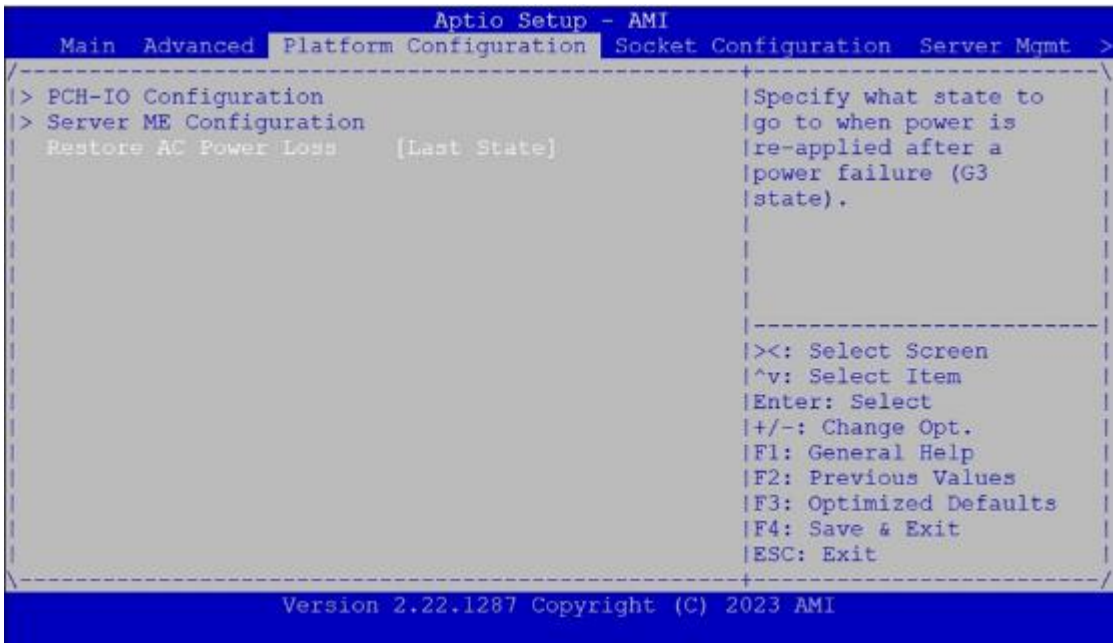 Aptio Setup - AMI
Main Advanced Platform Configuration Socket Configuration Server Mgmt >
> PCH-IO Configuration
> Server ME Configuration
Restore AC Power Loss [Last State]
Specify what state to
go to when power is
re-applied after a
power failure (G3
state).
><: Select Screen
^v: Select Item
Enter: Select
+/-: Change Opt.
F1: General Help
F2: Previous Values
F3: Optimized Defaults
F4: Save & Exit
ESC: Exit
Version 2.22.1287 Copyright (C) 2023 AMI